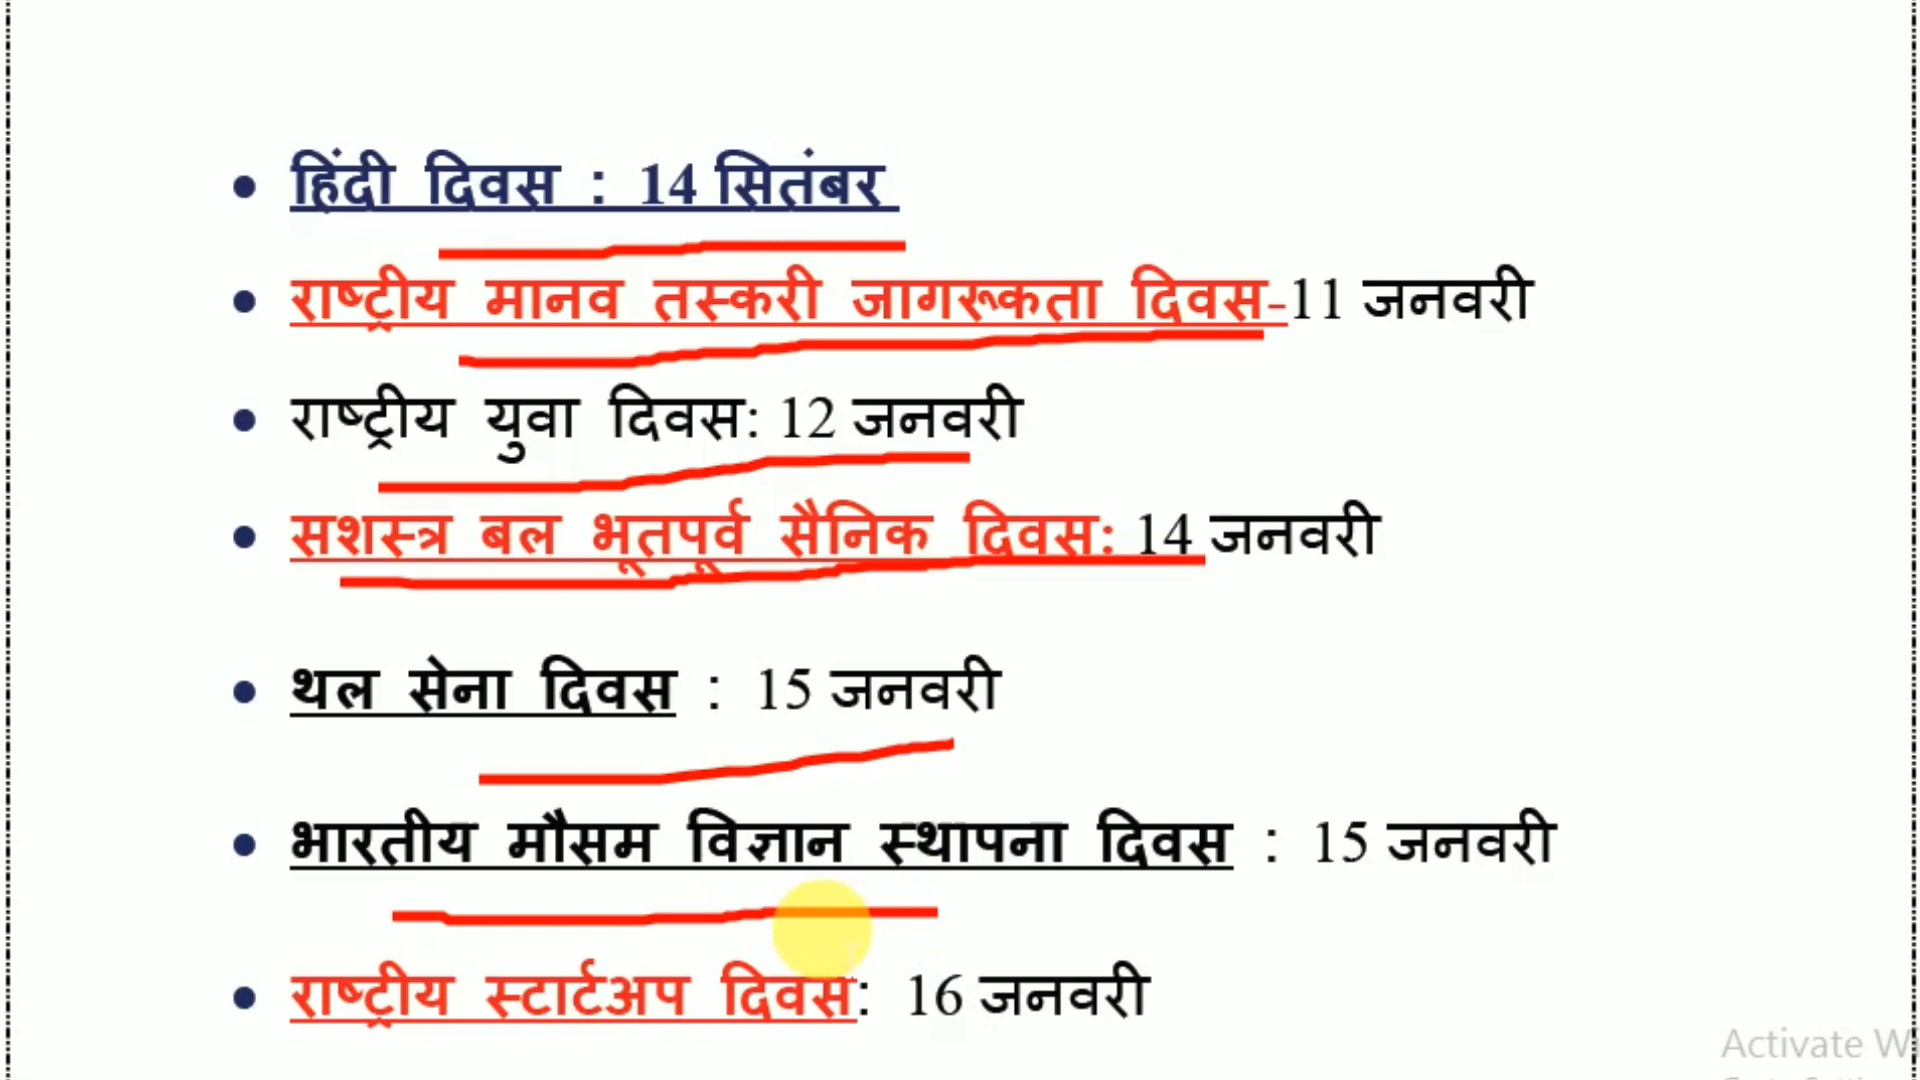 हिंदी दिवस : 14 सितंबर
राष्ट्रीय मानव तस्करी जागरूकता दिवस-11 जनवरी
राष्ट्रीय युवा दिवस: 12 जनवरी
सशस्त्र बल भूतपूर्व सैनिक दिवस: 14 जनवरी
थल सेना दिवस : 15 जनवरी
भारतीय मौसम विज्ञान स्थापना दिवस : 15 जनवरी
राष्ट्रीय स्टार्टअप दिवस: 16 जनवरी
Activate